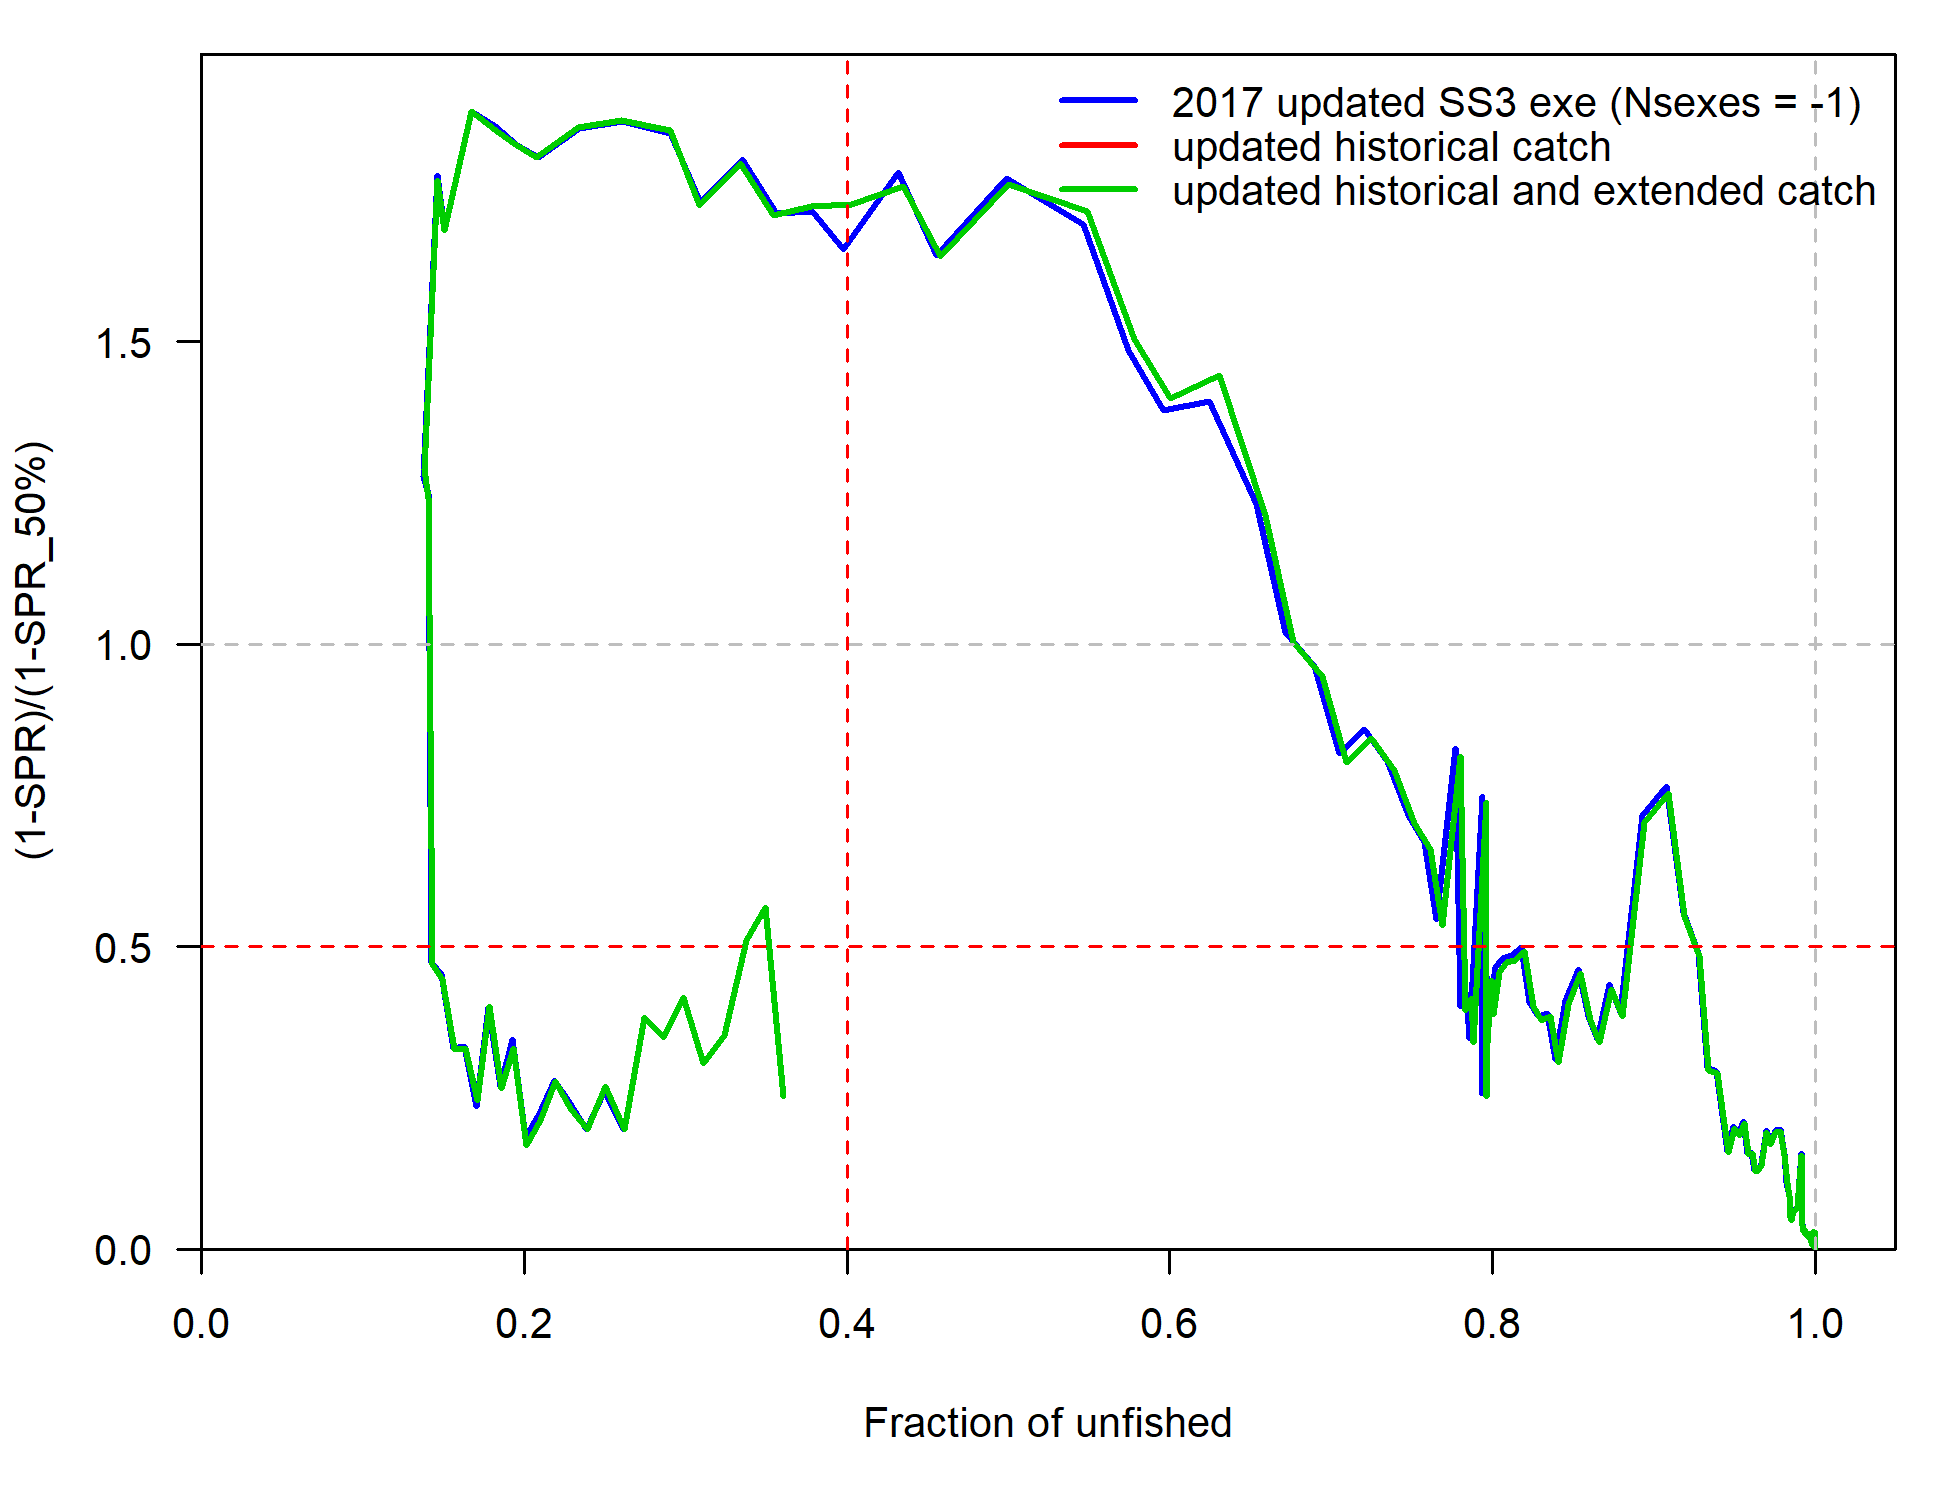 2017 updated SS3 exe (Nsexes = -1)
updated historical catch
updated historical and extended catch
(1-SPR)/(1-SPR_50%)
1.5
1.0
0.5
0.0
0.0 0.2 0.4 0.6 0.8 1.0
Fraction of unfished